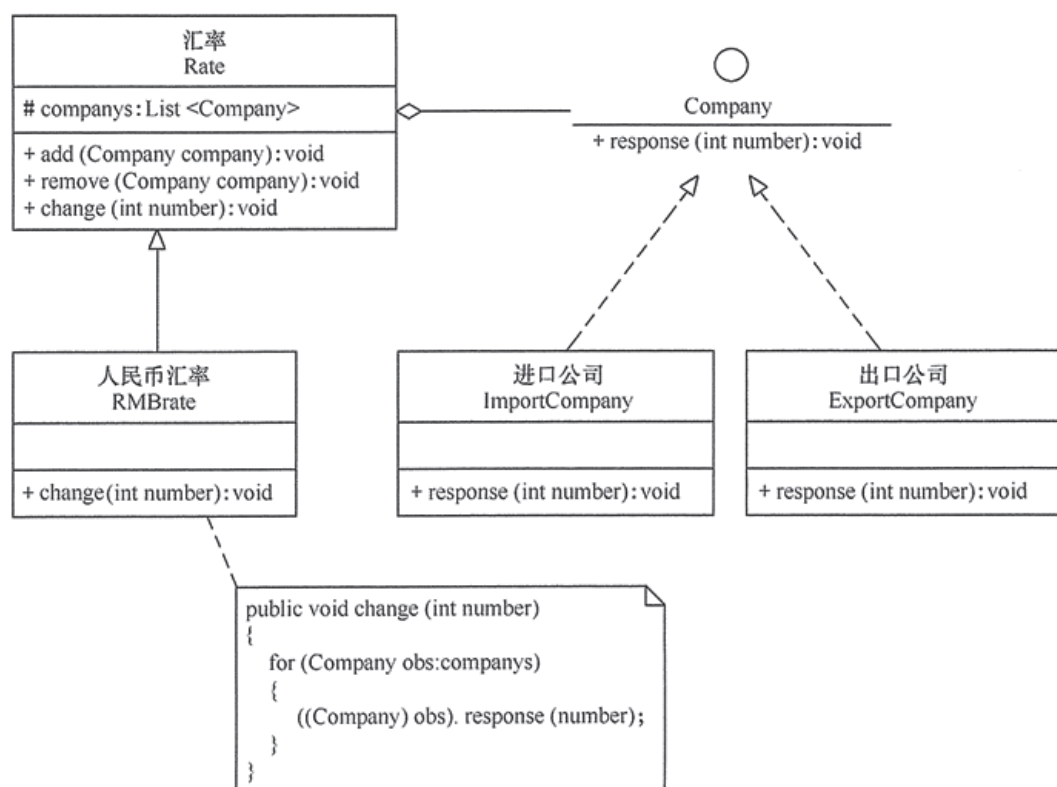 汇率
Rate
# companys:List <Company>
+ add (Company company):void
+ remove (Company company):void
+ change (int number):void
Company
+ response (int number):void
人民币汇率
RMBrate
+ change(int number):void
进口公司
ImportCompany
+ response (int number):void
出口公司
ExportCompany
+ response (int number):void
public void change (int number)
{
for (Company obs:companys)
{
((Company) obs). response (number);
}
}